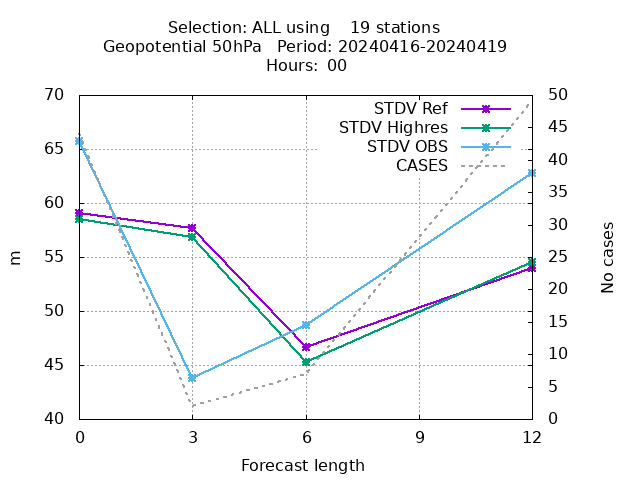 Selection: ALL using    19 stations
Geopotential 50hPa   Period: 20240416-20240419
Hours:  00
70
65
60
55
50
45
40
m
50
45
40
35
30
25
20
15
10
5
0
No cases
STDV Ref
STDV Highres
STDV OBS
CASES
0 3 6 9 12
Forecast length